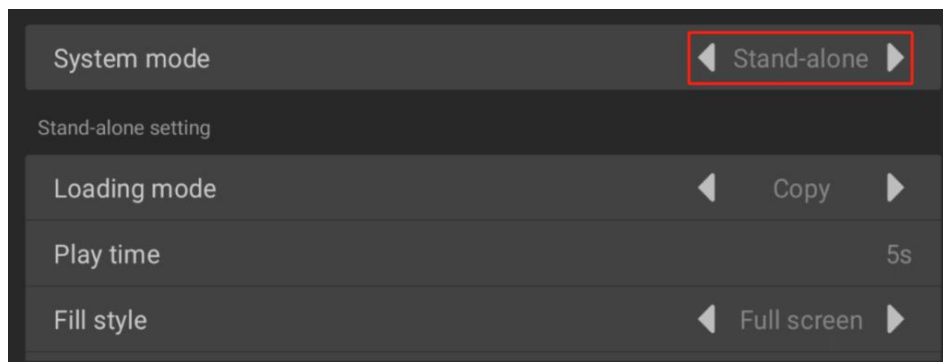 System mode Stand-alone
Stand-alone setting
Loading mode Copy
Play time 5s
Fill style Full screen